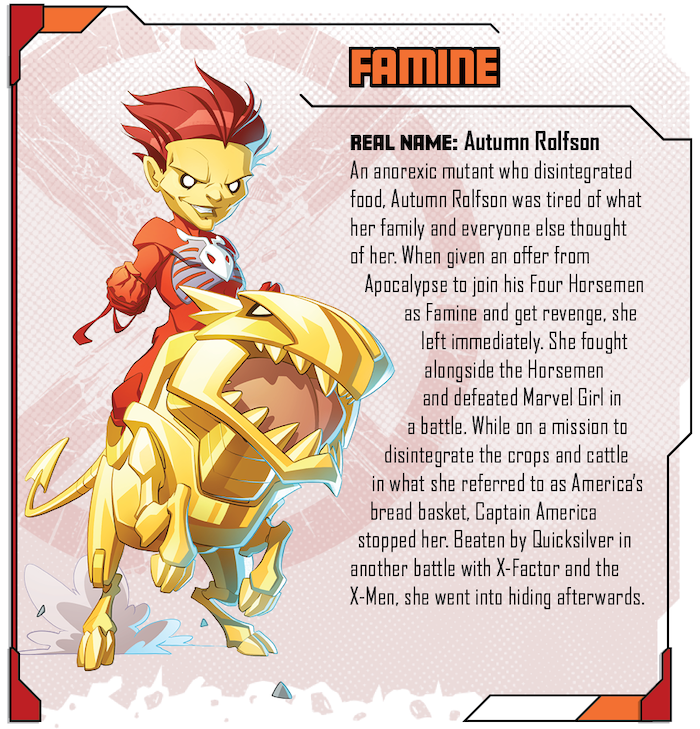 FAMINE
REAL NAME: Autumn Rolfson
An anorexic mutant who disintegrated
food, Autumn Rolfson was tired of what
her family and everyone else thought
of her. When given an offer from
Apocalypse to join his Four Horsemen
as Famine and get revenge, she
left immediately. She fought
alongside the Horsemen
and defeated Marvel Girl in
a battle. While on a mission to
disintegrate the crops and cattle
in what she referred to as America's
bread basket, Captain America
stopped her. Beaten by Quicksilver in
another battle with X-Factor and the
X-Men, she went into hiding afterwards.